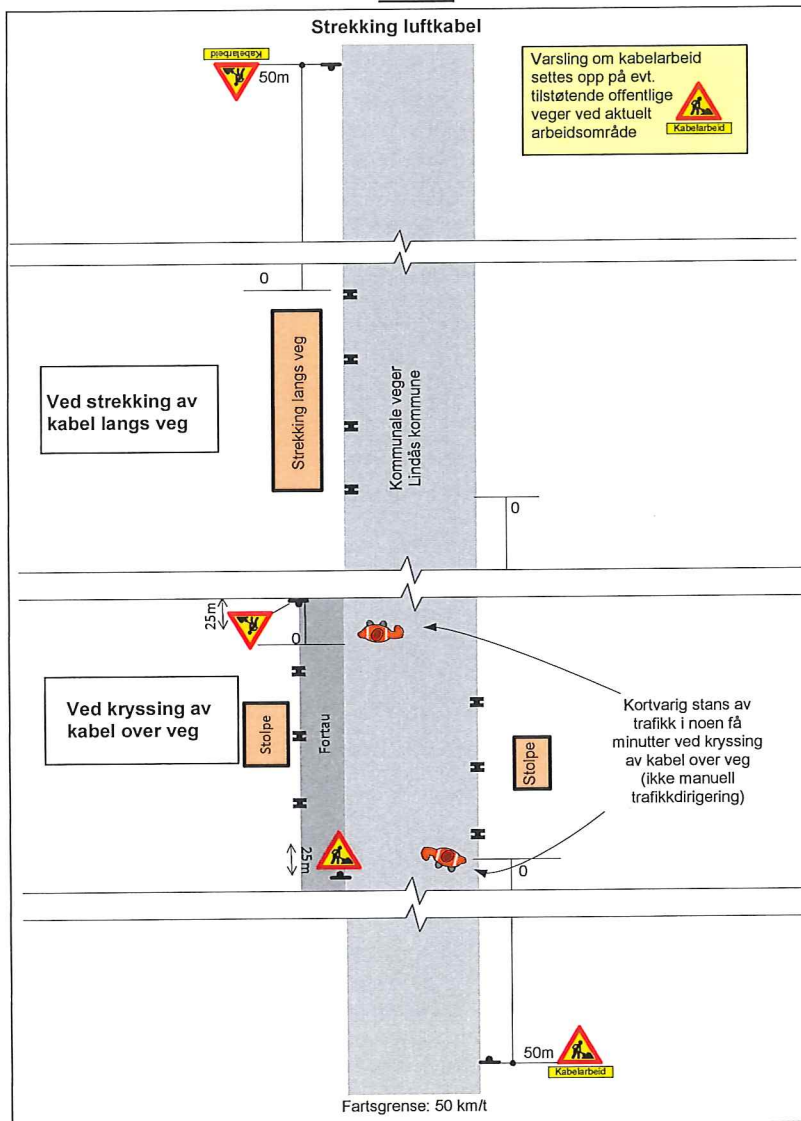 Strekking luftkabel
Kabelarbeid
50m
Varsling om kabelarbeid
settes opp på evt.
tilstøtende offentlige
veger ved aktuelt
arbeidsområde
Kabelarbeid
0
Ved strekking av
kabel langs veg
Strekking langs veg
Kommunale veger
Lindås kommune
0
25m
0
Ved kryssing av
kabel over veg
Stolpe
Fortau
Stolpe
Kortvarig stans av
trafikk i noen få
minutter ved kryssing
av kabel over veg
(ikke manuell
trafikkdirigering)
25m
0
50m
Kabelarbeid
Fartsgrense: 50 km/t